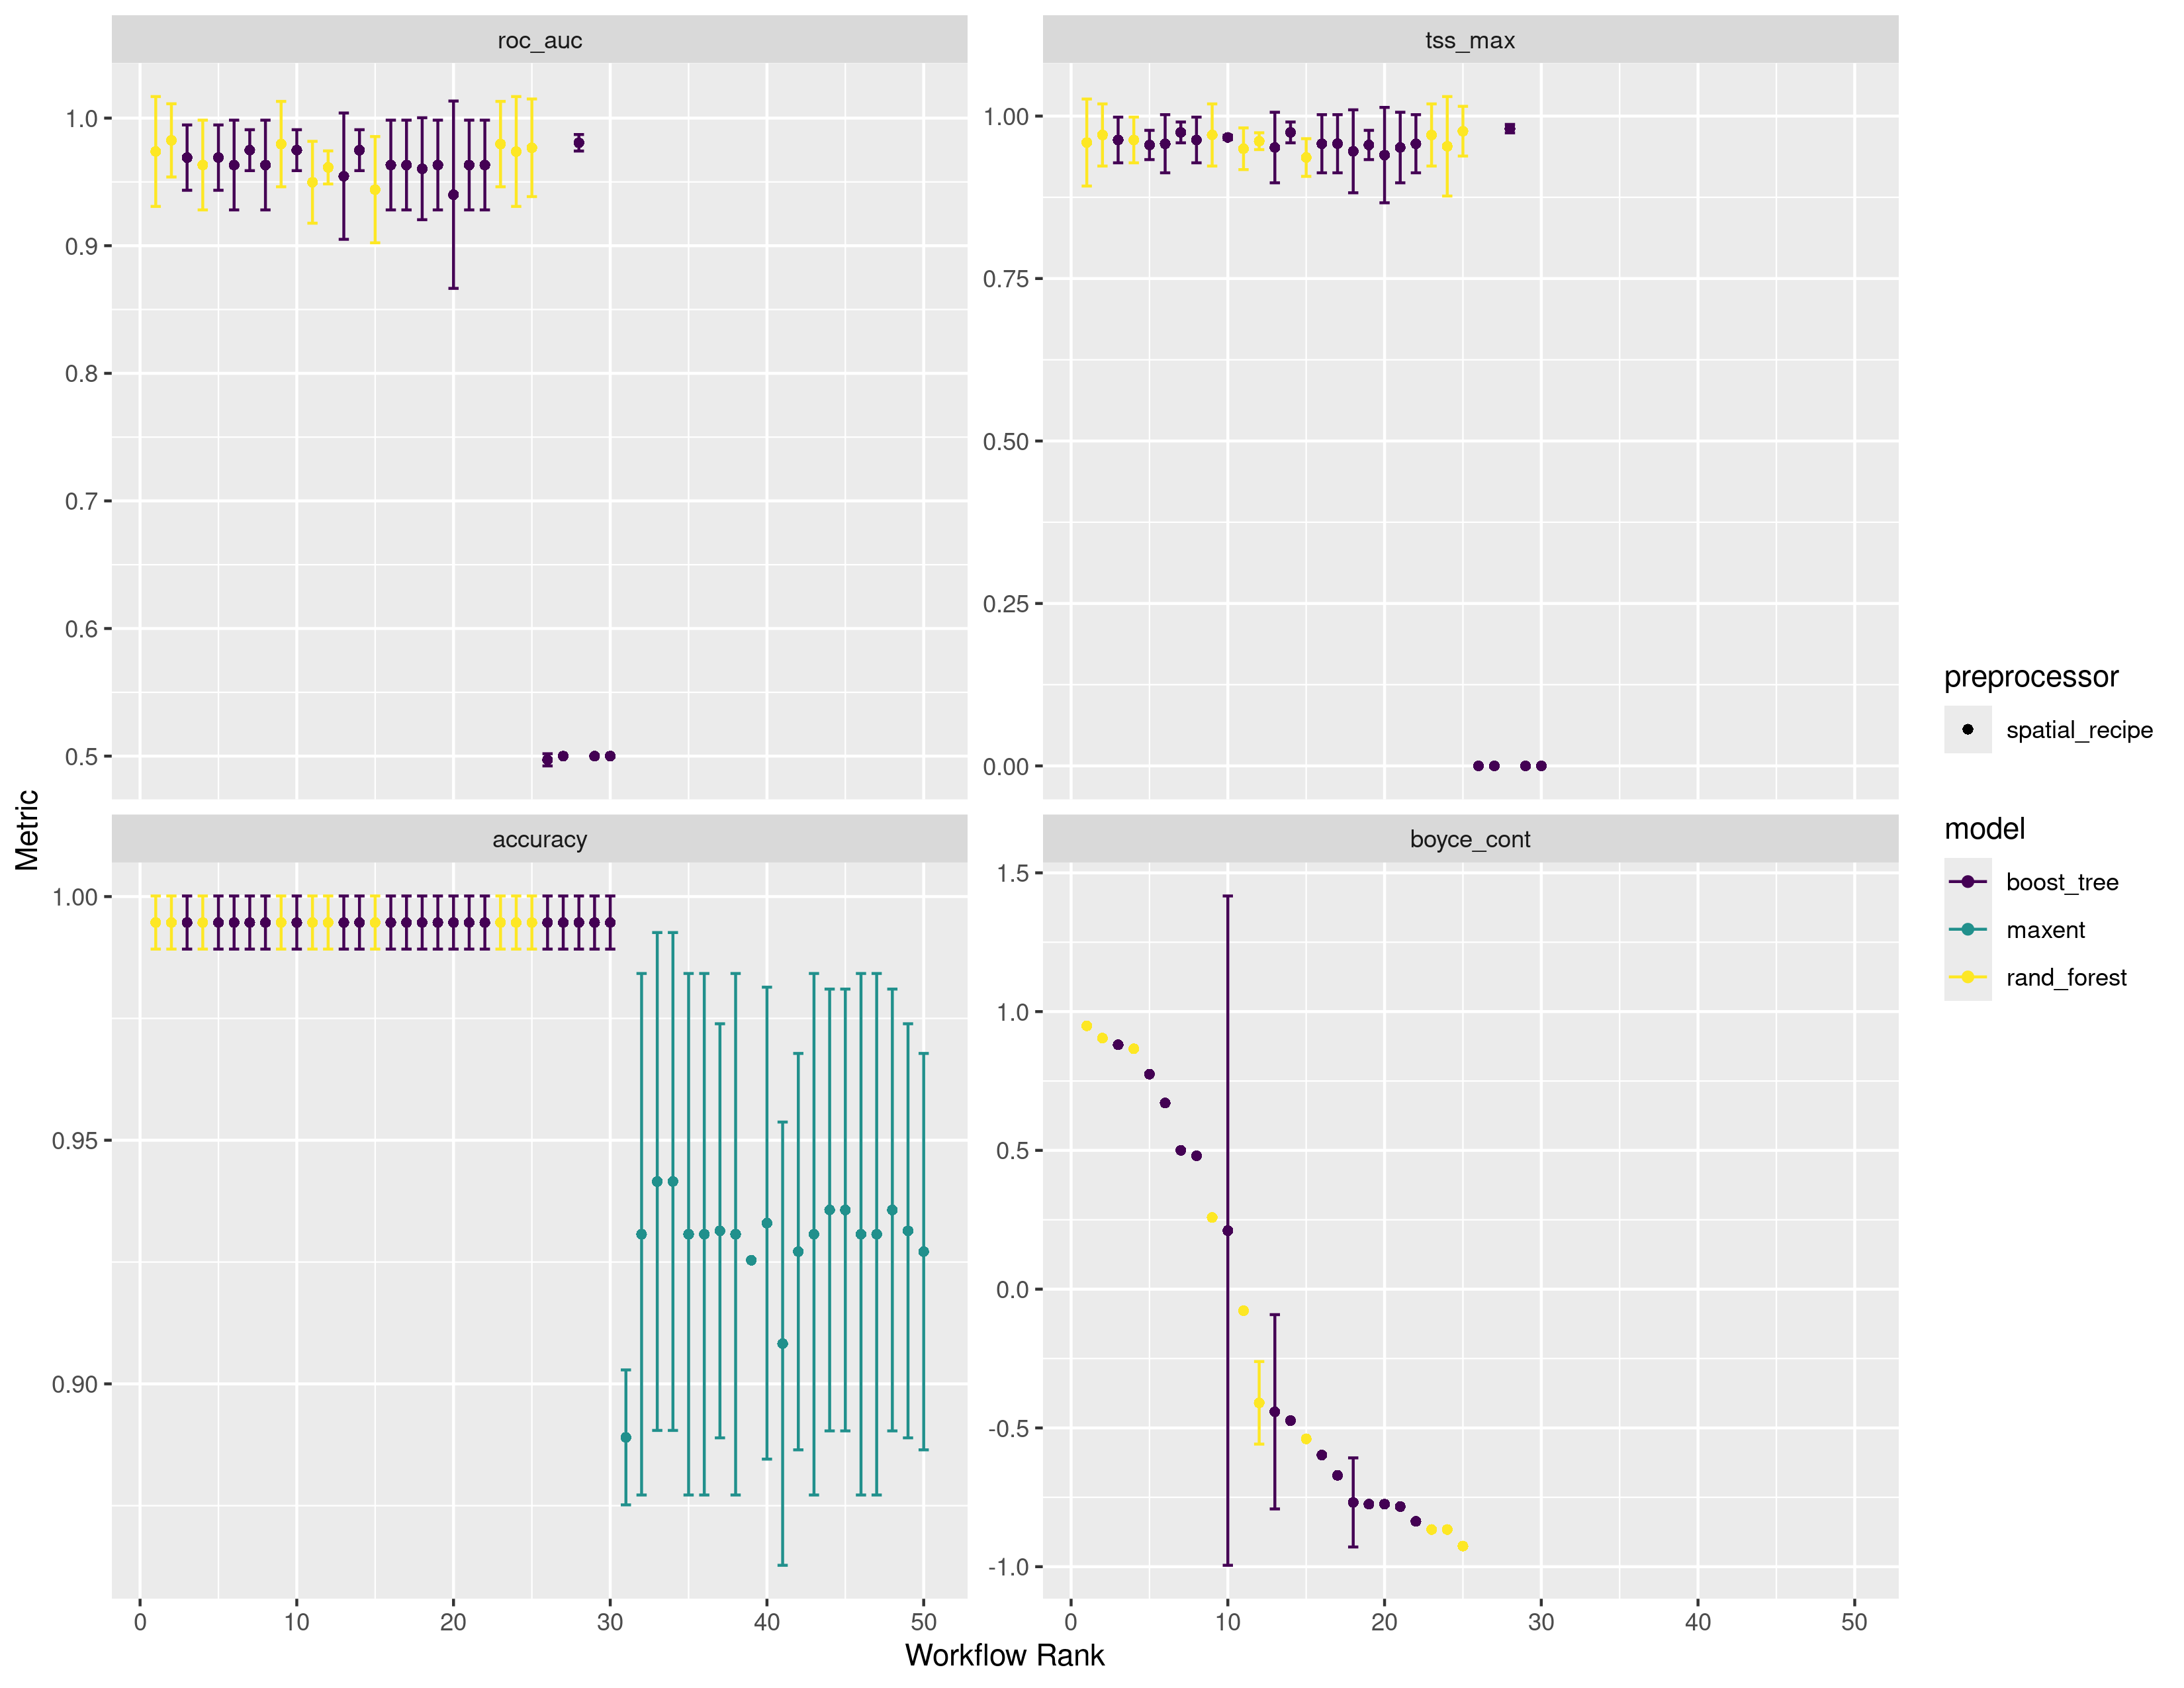 roc_auc
tss_max
1.0
0.9
0.8
0.7
0.6
0.5
1.00
0.75
0.50
0.25
0.00
accuracy
boyce_cont
1.00
0.95
0.90
1.5
1.0
0.5
0.0
-0.5
-1.0
0 10 20 30 40 50
0 10 20 30 40 50
Workflow Rank
Metric
preprocessor
spatial_recipe
model
boost_tree
maxent
rand_forest